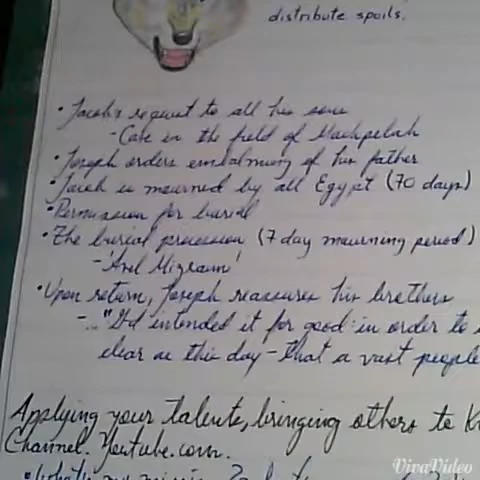 distribute spoils.
• Jacob's request to all his sons
- Cave in the field of Machpelah
• Joseph orders embalming of his father
• Jacob is mourned by all Egypt (70 days)
• Permission for burial
• The burial procession (7 day mourning period)
- 'Abel Mizraim'
• Upon return, Joseph reassures his brothers
- ... "G-d intended it for good: in order to
clear as this day - that a vast people
Applying your talents, bringing others to
Channel. Youtube.com.
VivaVideo